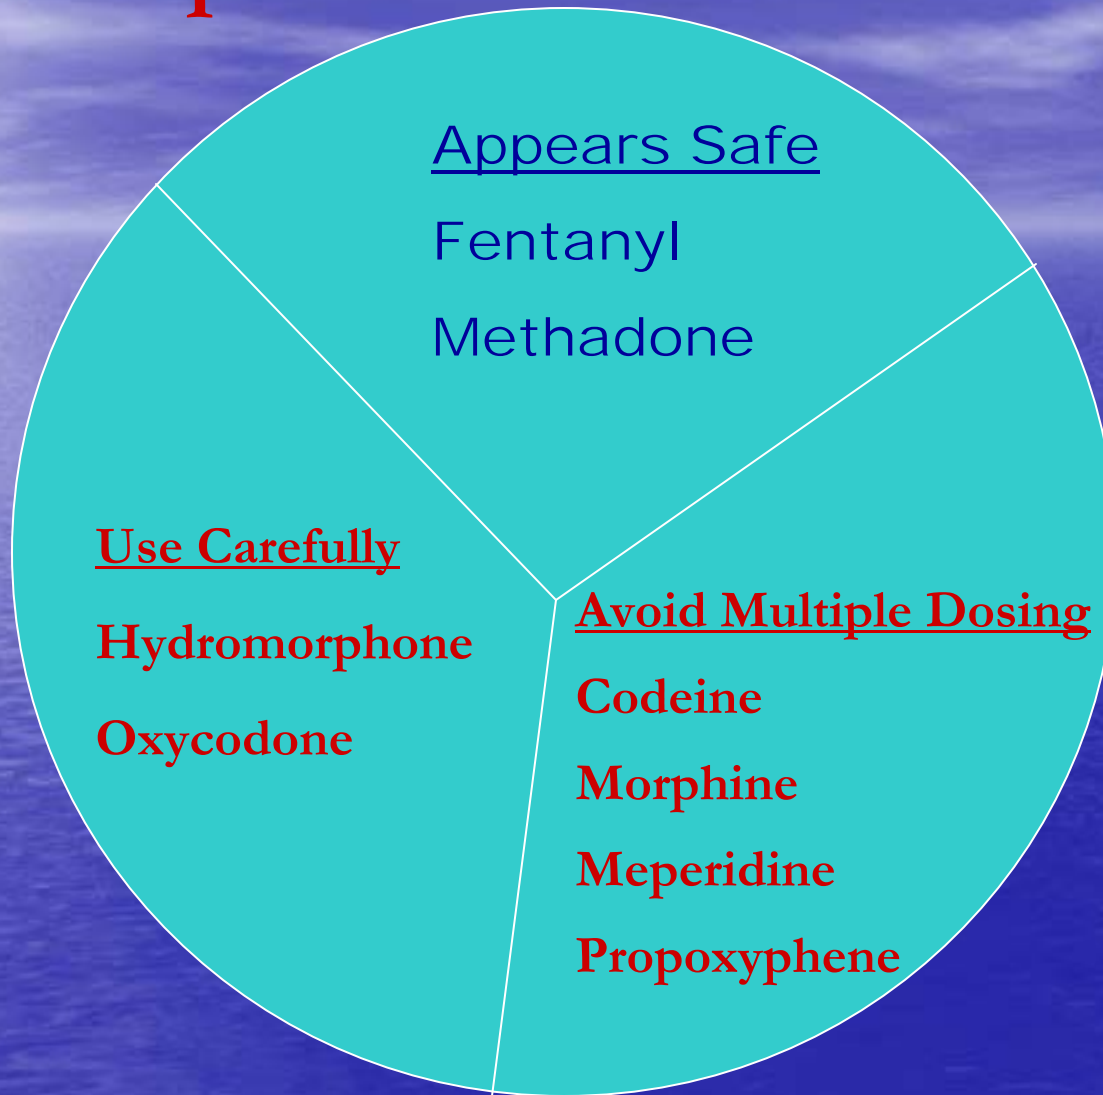 Appears Safe
Fentanyl
Methadone
Use Carefully
Hydromorphone
Oxycodone
Avoid Multiple Dosing
Codeine
Morphine
Meperidine
Propoxyphene